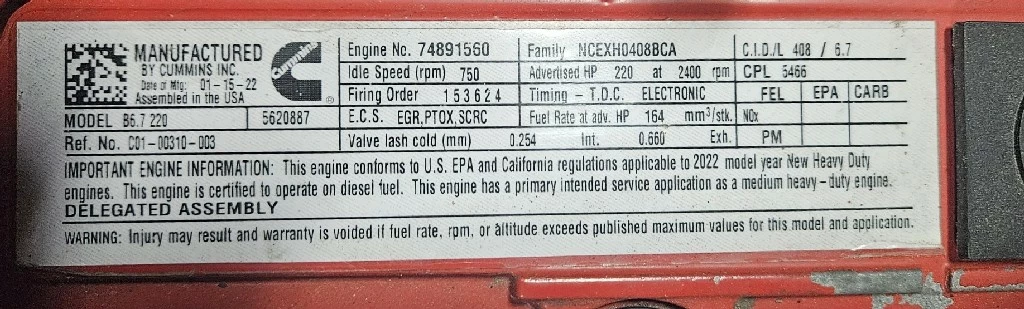 MANUFACTURED
BY CUMMINS INC.
Date of Mfg: 01-15-22
Assembled in the USA
Cummins
®
MODEL B6.7 220 5620887
Ref. No. C01-00310-003
Engine No. 74891560
Idle Speed (rpm) 750
Firing Order 153624
E.C.S. EGR,PTOX,SCRC
Valve lash cold (mm) 0.254 Int. 0.660 Exh.
Family NCEXH0408BCA
Advertised HP 220 at 2400 rpm
Timing - T.D.C. ELECTRONIC
Fuel Rate at adv. HP 164 mm³/stk.
C.I.D./L 408 / 6.7
CPL 5466
FEL EPA CARB
NOx
PM
IMPORTANT ENGINE INFORMATION: This engine conforms to U.S. EPA and California regulations applicable to 2022 model year New Heavy Duty
engines. This engine is certified to operate on diesel fuel. This engine has a primary intended service application as a medium heavy-duty engine.
DELEGATED ASSEMBLY
WARNING: Injury may result and warranty is voided if fuel rate, rpm, or altitude exceeds published maximum values for this model and application.